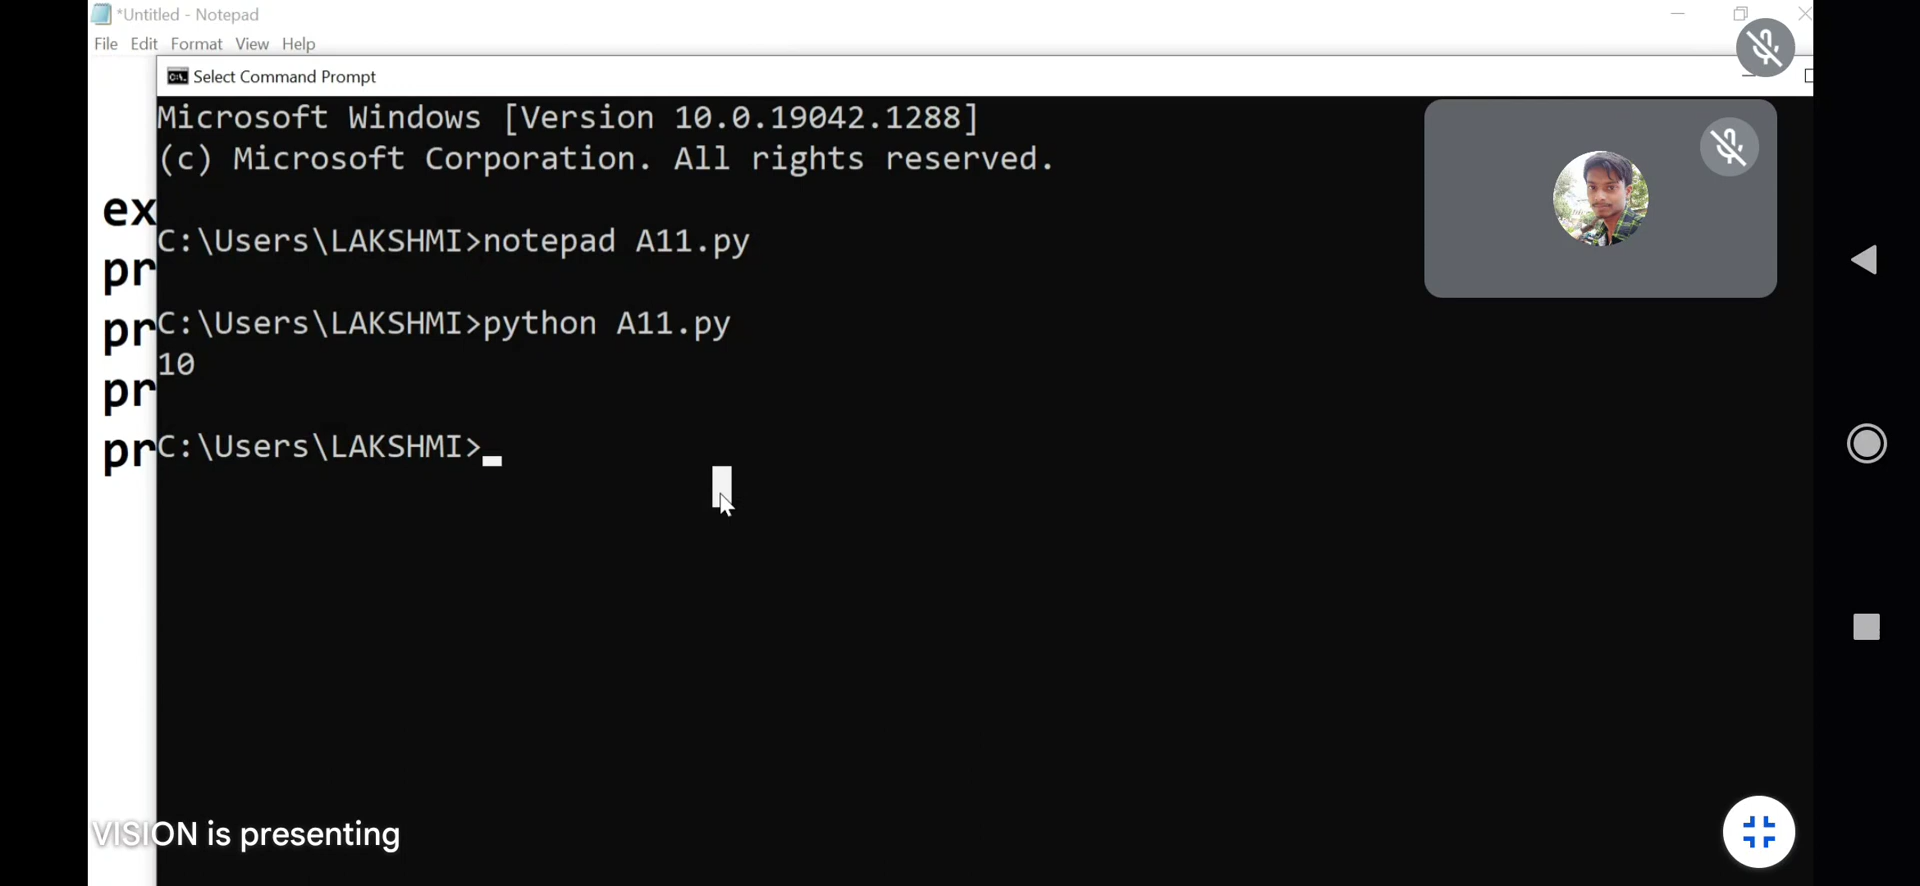 *Untitled - Notepad
File Edit Format View Help
Select Command Prompt
Microsoft Windows [Version 10.0.19042.1288]
(c) Microsoft Corporation. All rights reserved.
ex
C:\Users\LAKSHMI>notepad A11.py
pr
pr
C:\Users\LAKSHMI>python A11.py
10
pr
pr
C:\Users\LAKSHMI>
VISION is presenting